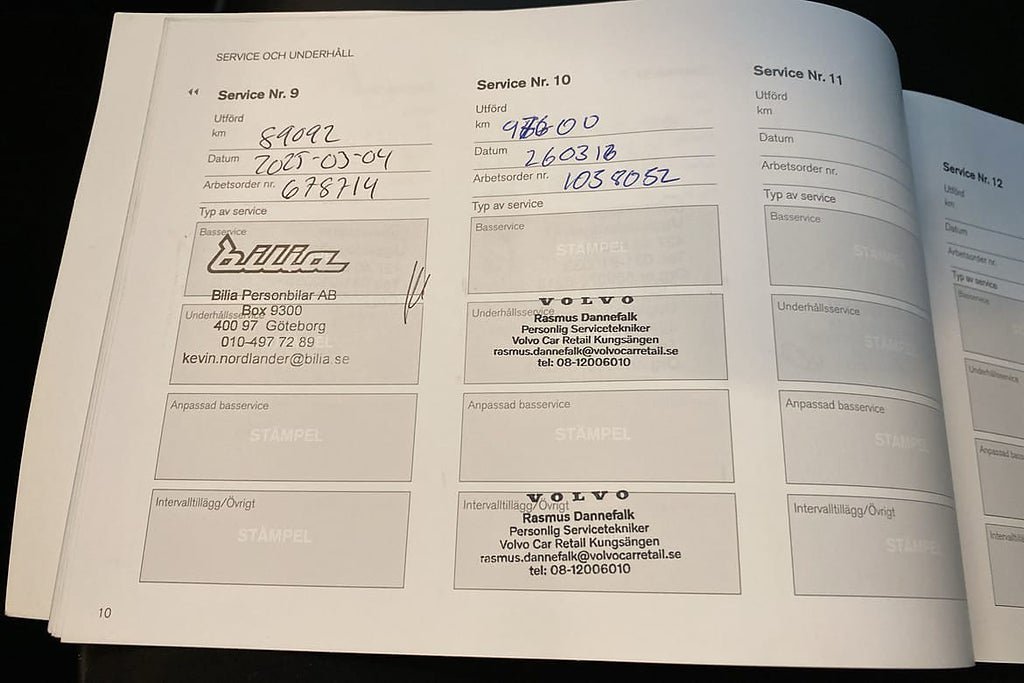 SERVICE OCH UNDERHÅLL
Service Nr. 9
Utförd
km 89092
Datum 2025-03-04
Arbetsorder nr. 678714
Typ av service
Basservice
bilia
Bilia Personbilar AB
Box 9300
Underhållsservice
400 97 Göteborg
010-497 72 89
kevin.nordlander@bilia.se
Anpassad basservice
STÄMPEL
Intervalltillägg/Övrigt
STÄMPEL
Service Nr. 10
Utförd
km
Datum 260313
Arbetsorder nr. 1038052
Typ av service
Basservice
STÄMPEL
VOLVO
Underhållsservice
Rasmus Dannefalk
Personlig Servicetekniker
Volvo Car Retail Kungsängen
rasmus.dannefalk@volvocarretail.se
tel: 08-12006010
Anpassad basservice
STÄMPEL
VOLVO
Intervalltillägg/Övrigt
Rasmus Dannefalk
Personlig Servicetekniker
Volvo Car Retail Kungsängen
rasmus.dannefalk@volvocarretail.se
tel: 08-12006010
Service Nr. 11
Utförd
km
Datum
Arbetsorder nr.
Typ av service
Basservice
STÄMPEL
Underhållsservice
STÄMPEL
Anpassad basservice
STÄMPEL
Intervalltillägg/Övrigt
STÄMPEL
Service Nr. 12
Utförd
km
Datum
Arbetsorder nr.
Typ av service
Basservice
Underhållsservice
Anpassad
10